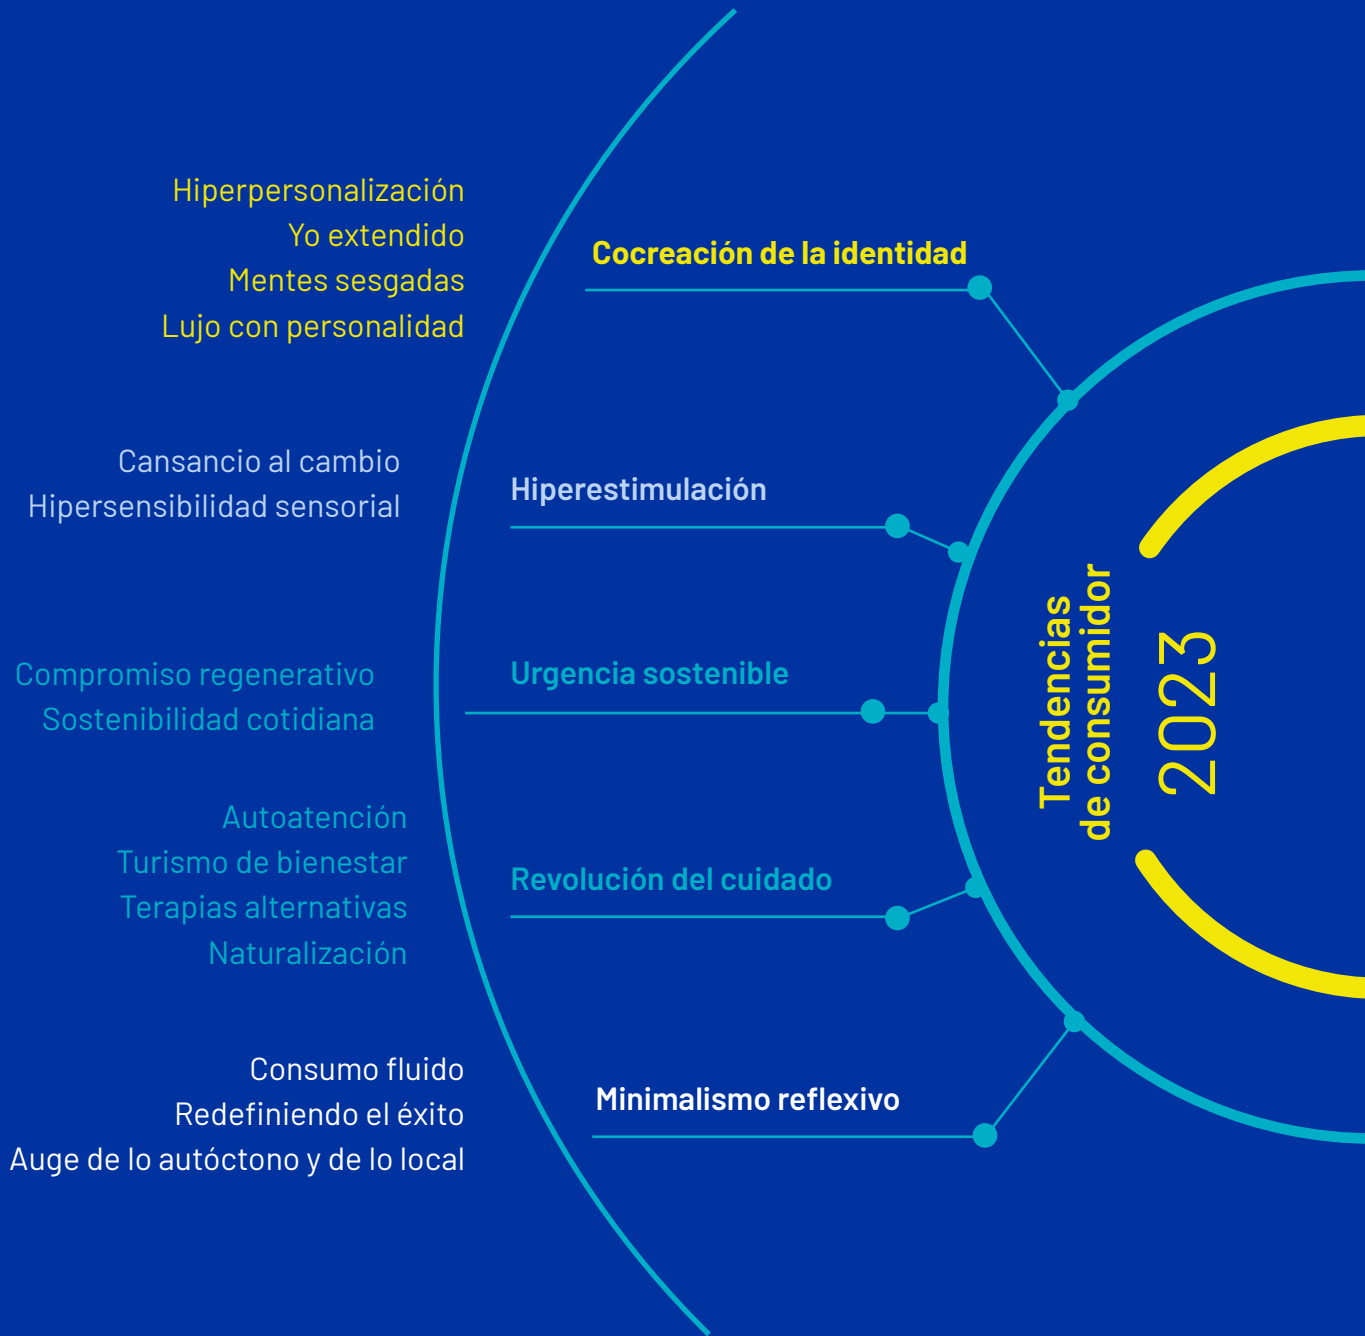 Hiperpersonalización
Yo extendido
Mentes sesgadas
Lujo con personalidad
Cocreación de la identidad
Cansancio al cambio
Hipersensibilidad sensorial
Hiperestimulación
Compromiso regenerativo
Sostenibilidad cotidiana
Urgencia sostenible
Autoatención
Turismo de bienestar
Terapias alternativas
Naturalización
Revolución del cuidado
Consumo fluido
Redefiniendo el éxito
Auge de lo autóctono y de lo local
Minimalismo reflexivo
Tendencias
de consumidor
2023